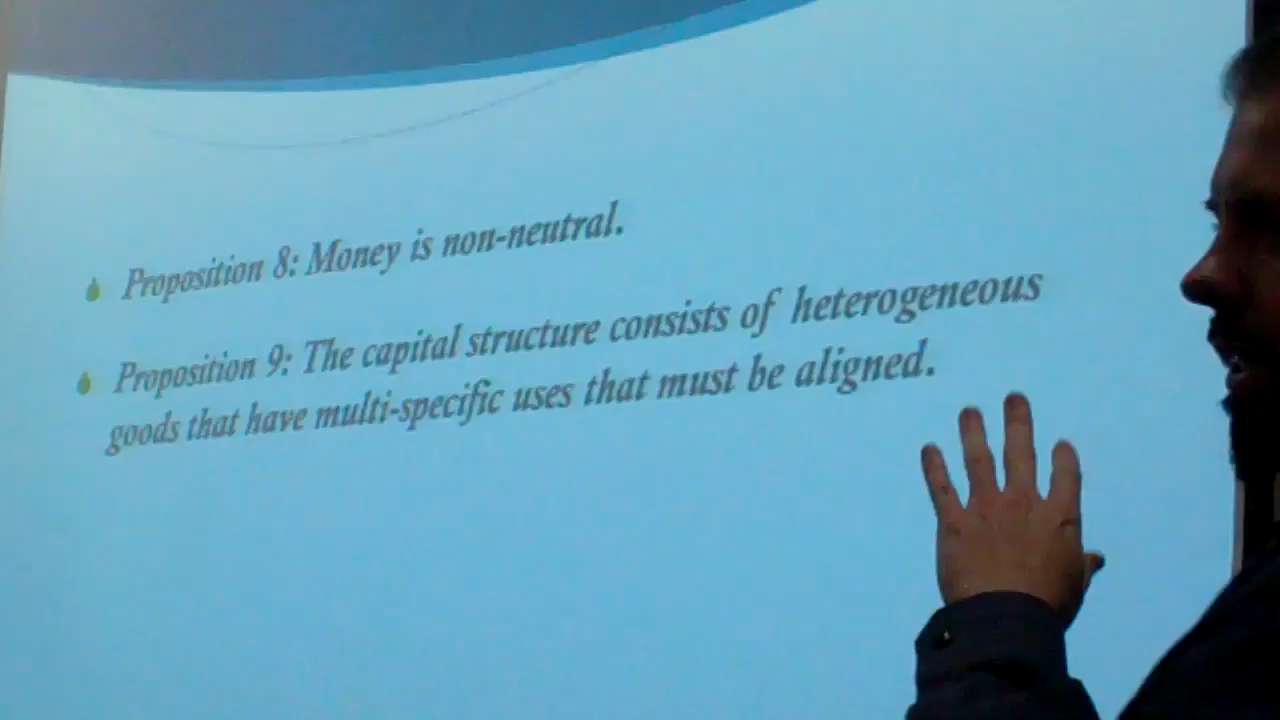 Proposition 8: Money is non-neutral.
Proposition 9: The capital structure consists of heterogeneous
goods that have multi-specific uses that must be aligned.